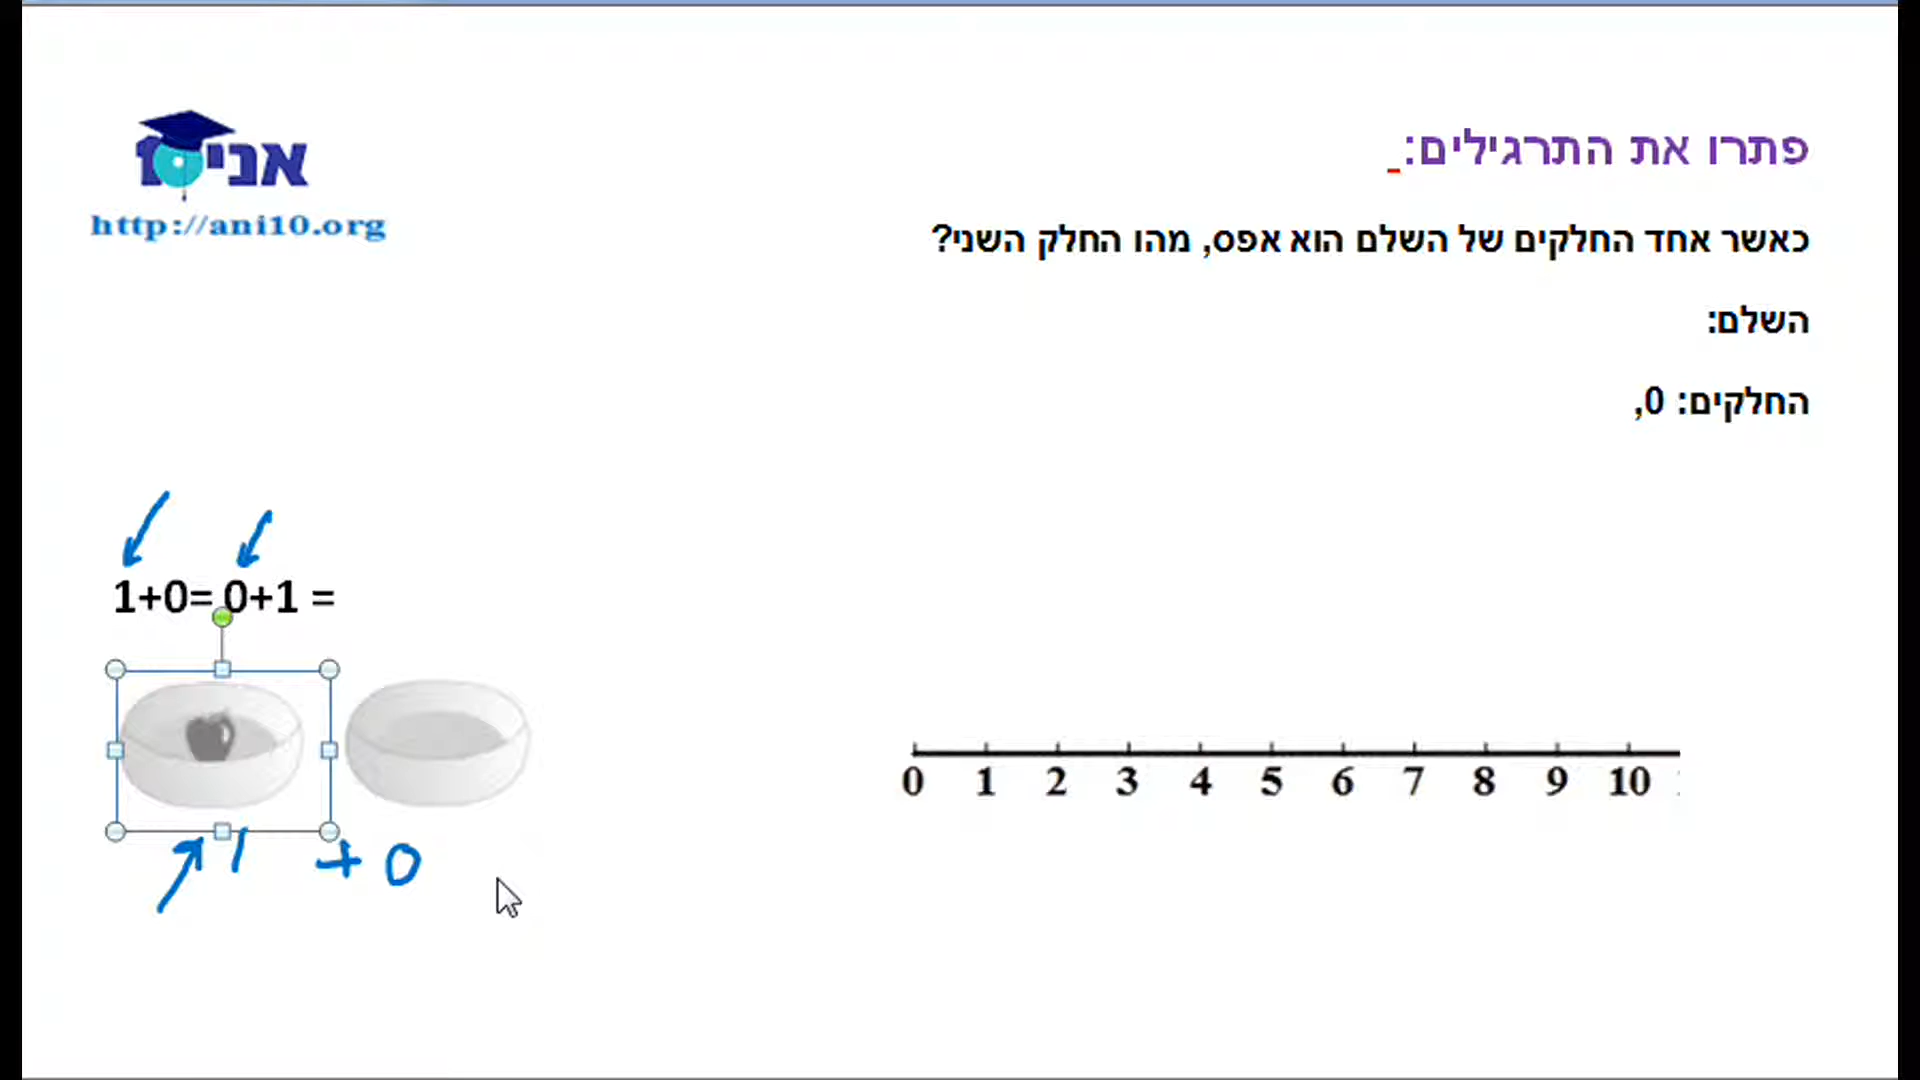 אני10
http://ani10.org
פתרו את התרגילים:
כאשר אחד החלקים של השלם הוא אפס, מהו החלק השני?
השלם:
החלקים: 0,
1+0= 0+1 =
1 + 0
0 1 2 3 4 5 6 7 8 9 10